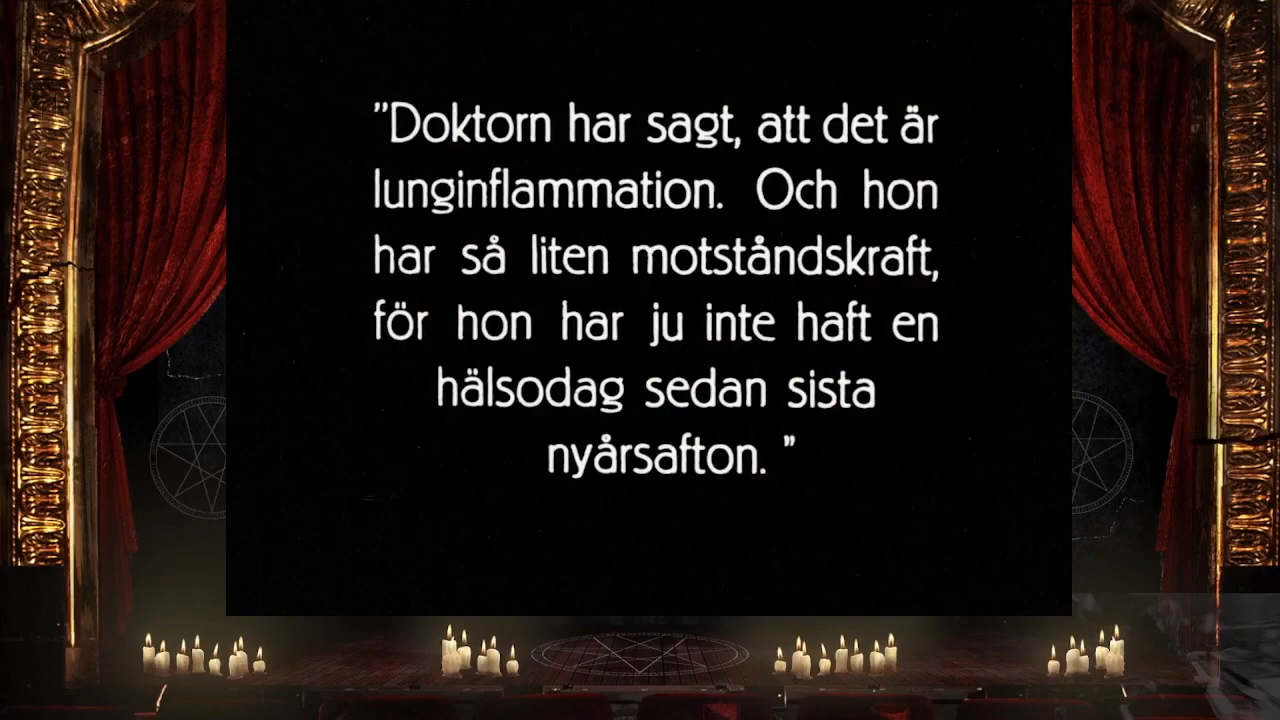 "Doktorn har sagt, att det är
lunginflammation. Och hon
har så liten motståndskraft,
för hon har ju inte haft en
hälsodag sedan sista
nyårsafton. "